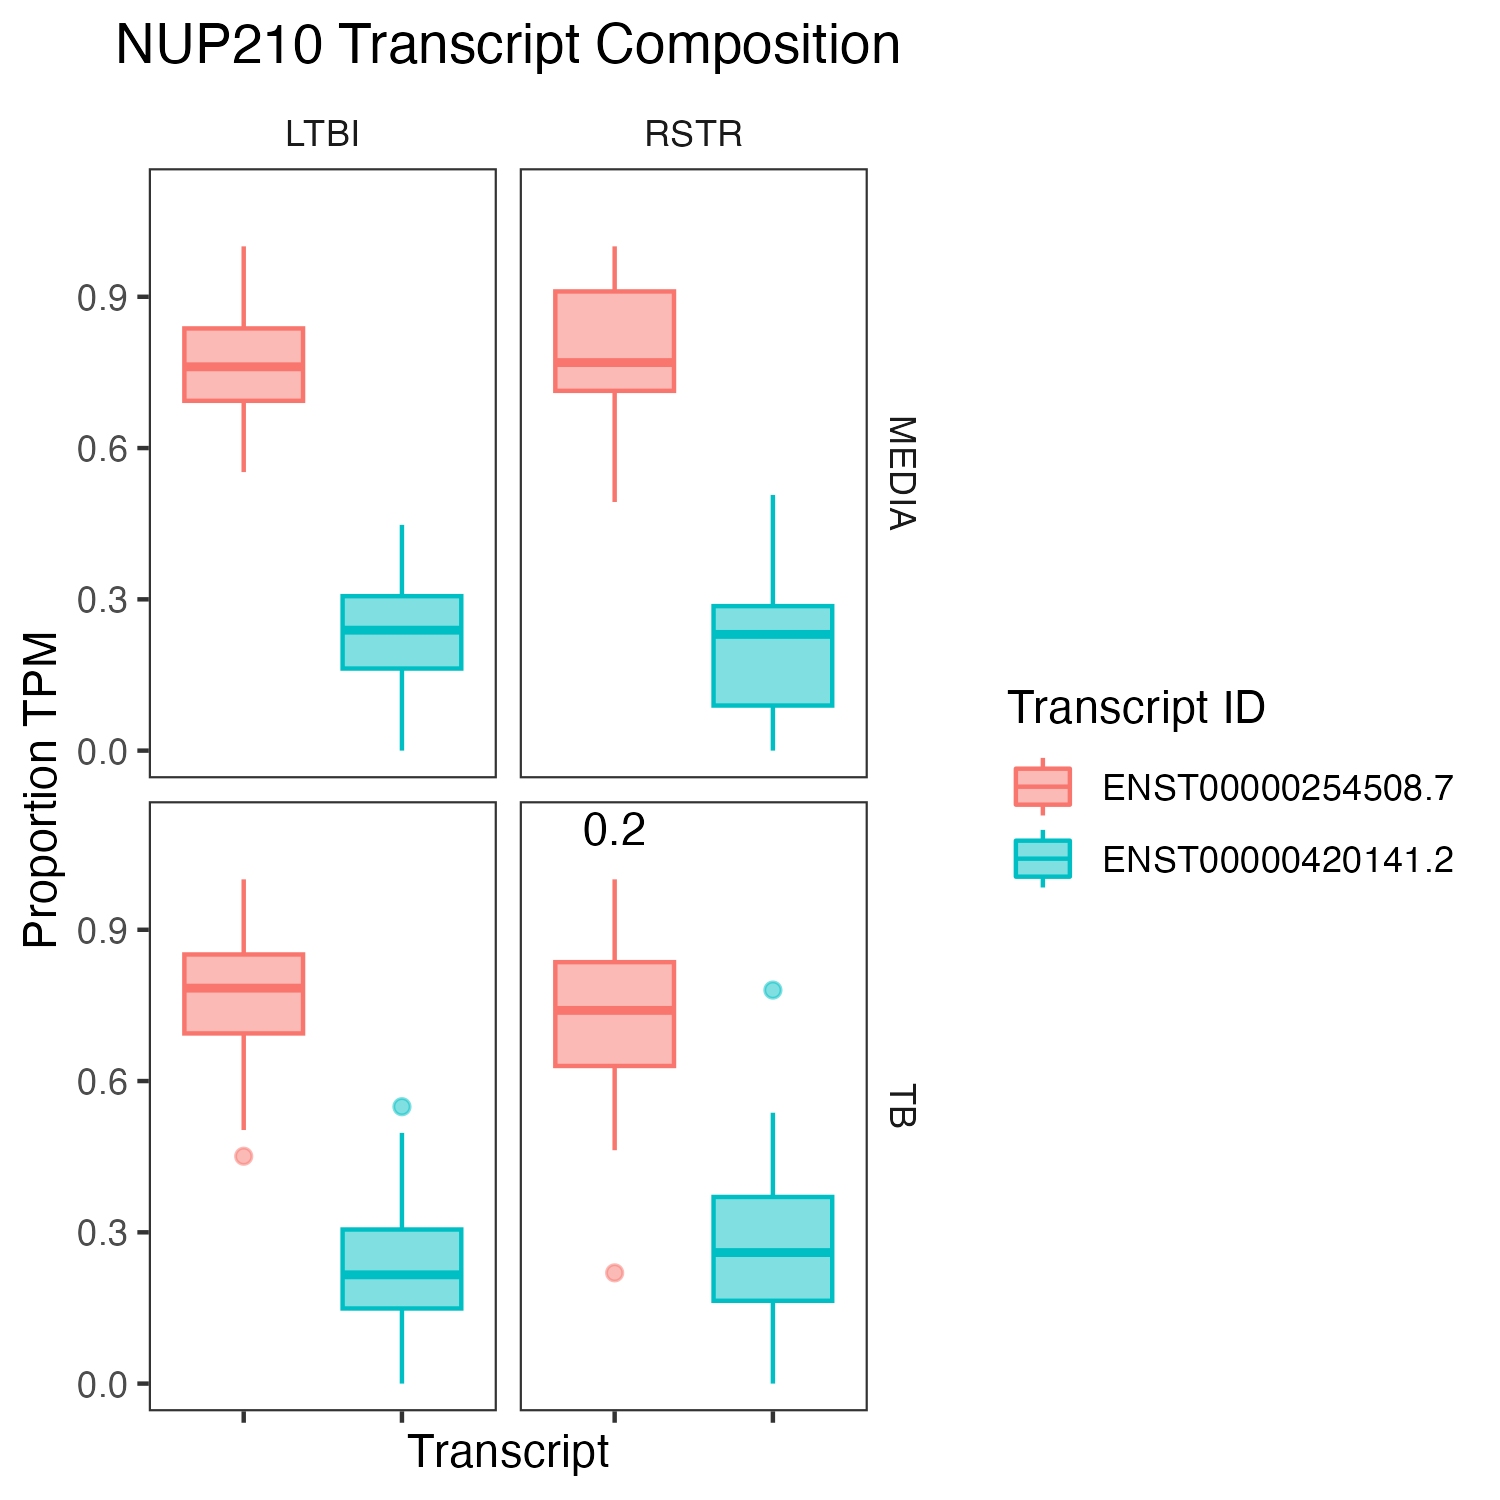 NUP210 Transcript Composition
LTBI
RSTR
0.9
0.6
0.3
0.0
MEDIA
0.2
0.9
0.6
0.3
0.0
TB
Proportion TPM
Transcript
Transcript ID
ENST00000254508.7
ENST00000420141.2